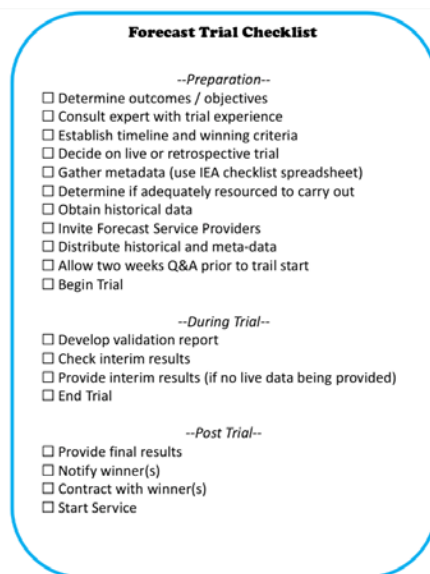 Forecast Trial Checklist
--Preparation--
☐ Determine outcomes / objectives
☐ Consult expert with trial experience
☐ Establish timeline and winning criteria
☐ Decide on live or retrospective trial
☐ Gather metadata (use IEA checklist spreadsheet)
☐ Determine if adequately resourced to carry out
☐ Obtain historical data
☐ Invite Forecast Service Providers
☐ Distribute historical and meta-data
☐ Allow two weeks Q&A prior to trail start
☐ Begin Trial
--During Trial--
☐ Develop validation report
☐ Check interim results
☐ Provide interim results (if no live data being provided)
☐ End Trial
--Post Trial--
☐ Provide final results
☐ Notify winner(s)
☐ Contract with winner(s)
☐ Start Service